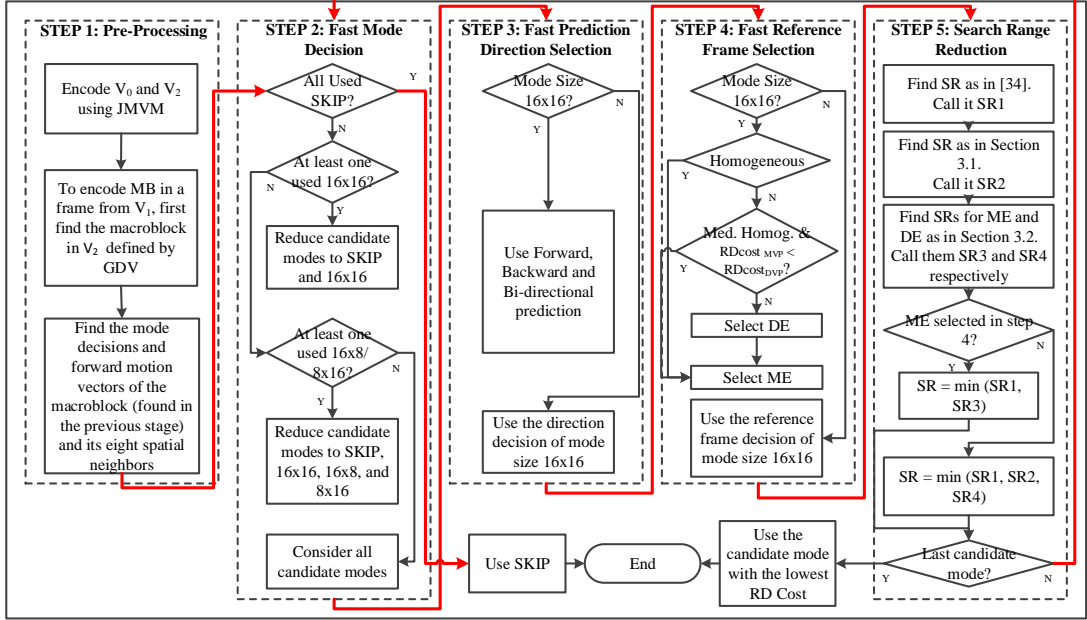 STEP 1: Pre-Processing
Encode V0 and V2
using JMVM
To encode MB in a
frame from V1, first
find the macroblock
in V2 defined by
GDV
Find the mode
decisions and
forward motion
vectors of the
macroblock (found in
the previous stage)
and its eight spatial
neighbors
STEP 2: Fast Mode
Decision
All Used
SKIP?
Y
N
At least one
used 16x16?
N
Y
Reduce candidate
modes to SKIP
and 16x16
At least one
used 16x8/
8x16?
N
Y
Reduce candidate
modes to SKIP,
16x16, 16x8, and
8x16
Consider all
candidate modes
STEP 3: Fast Prediction
Direction Selection
Mode Size
16x16?
N
Y
Use Forward,
Backward and
Bi-directional
prediction
Use the direction
decision of mode
size 16x16
STEP 4: Fast Reference
Frame Selection
Mode Size
16x16?
N
Y
Homogeneous
Y
N
Med. Homog. &
RDcost MVP <
RDcostDVP?
Y
N
Select DE
Select ME
Use the reference
frame decision of
mode size 16x16
STEP 5: Search Range
Reduction
Find SR as in [34].
Call it SR1
Find SR as in Section
3.1.
Call it SR2
Find SRs for ME and
DE as in Section 3.2.
Call them SR3 and SR4
respectively
ME selected in step
4?
N
Y
SR = min (SR1,
SR3)
SR = min (SR1, SR2,
SR4)
Last candidate
mode?
Y
N
Use the
candidate mode
with the lowest
RD Cost
End
Use SKIP